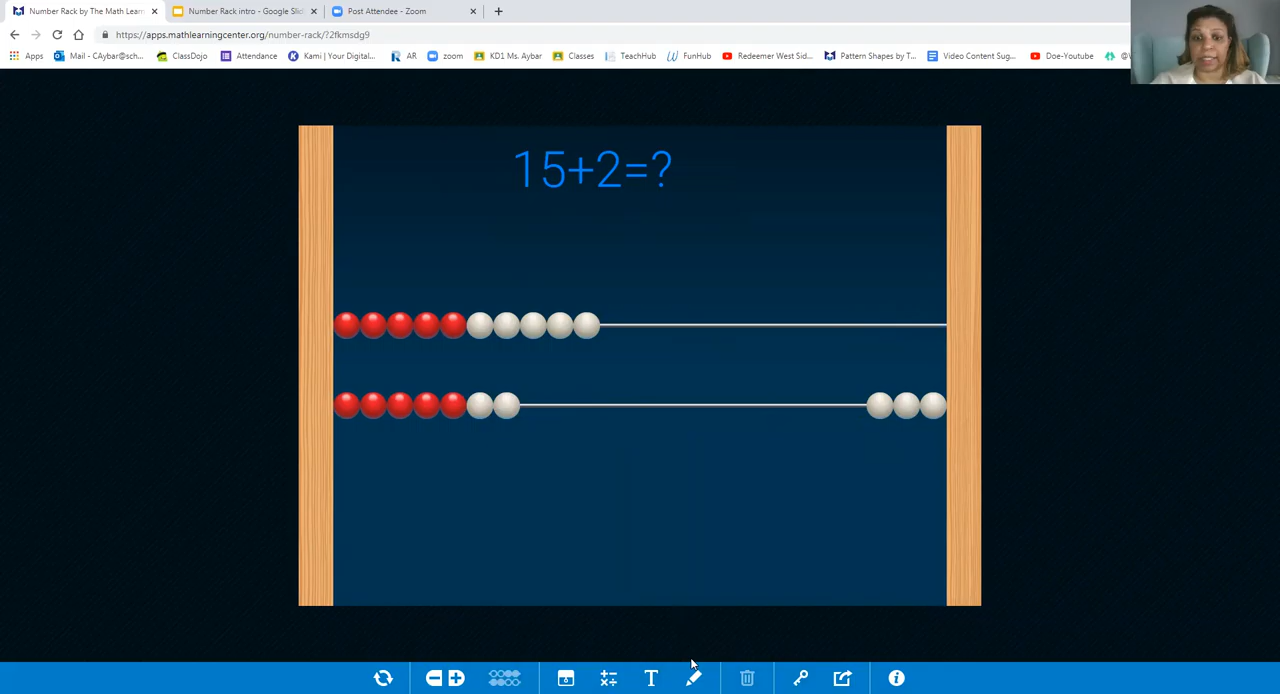 Number Rack by The Math Lear
Number Rack intro - Google Slid
Post Attendee - Zoom
https://apps.mathlearningcenter.org/number-rack/?2fkmsdg9
Apps Mail - CAybar@sch... ClassDojo Attendance Kami | Your Digital... AR zoom KD1 Ms. Aybar Classes TeachHub FunHub Redeemer West Sid... Pattern Shapes by T... Video Content Sug... Doe-Youtube
15+2=?
T